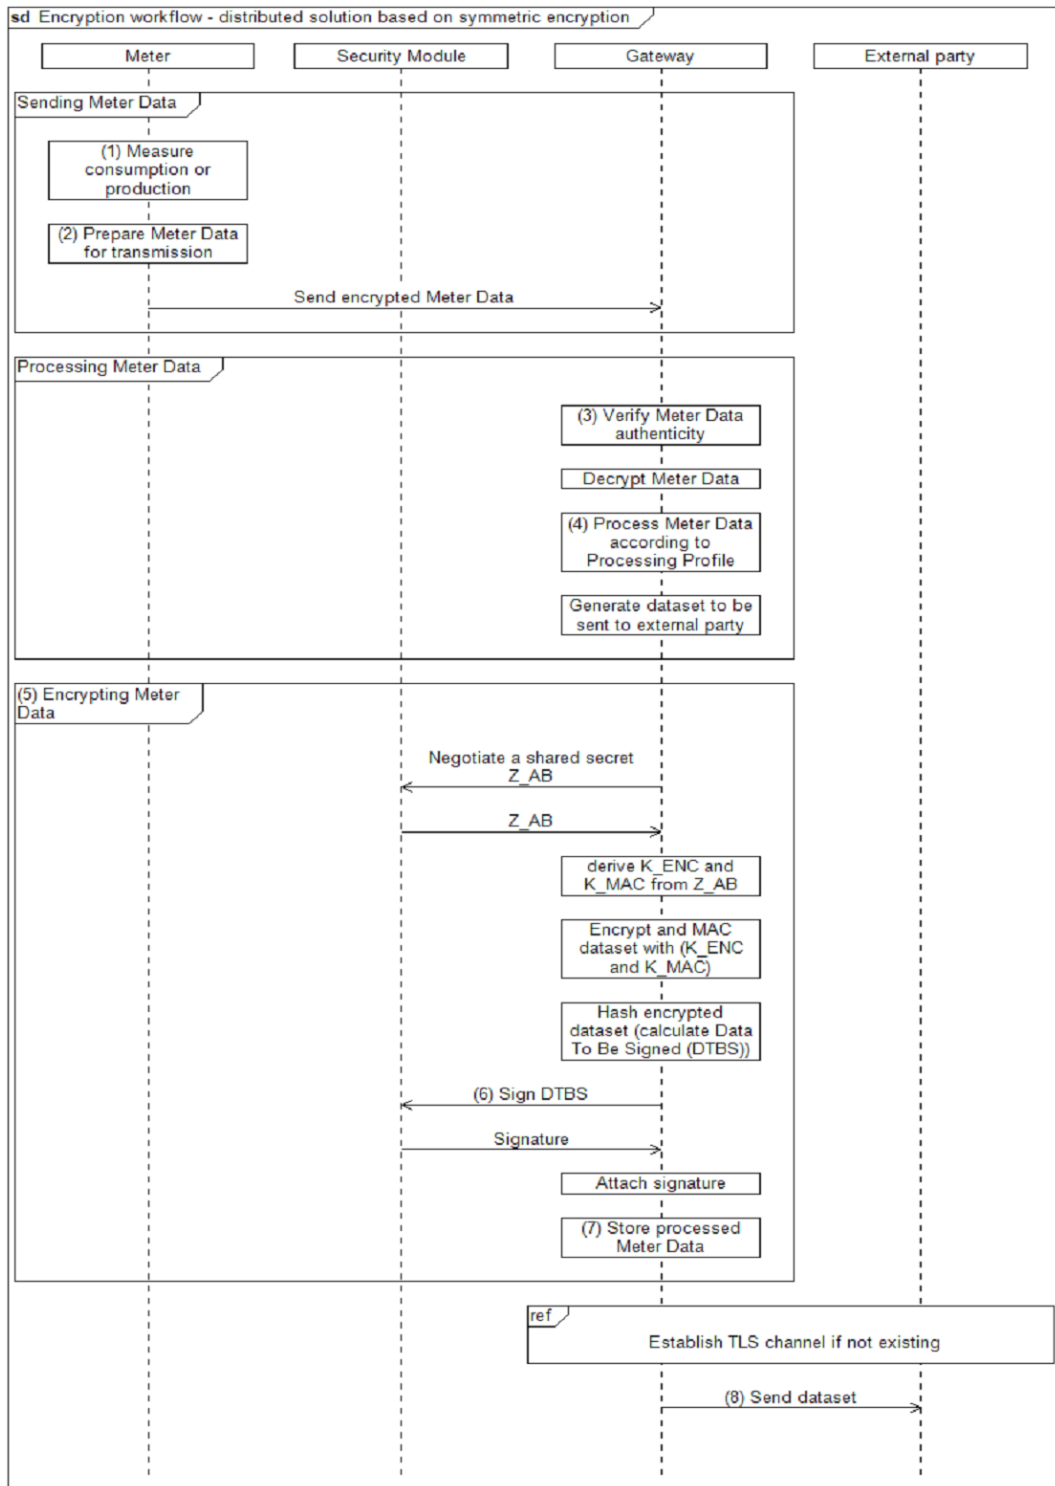 sd Encryption workflow - distributed solution based on symmetric encryption
Meter
Security Module
Gateway
External party
Sending Meter Data
(1) Measure
consumption or
production
(2) Prepare Meter Data
for transmission
Send encrypted Meter Data
Processing Meter Data
(3) Verify Meter Data
authenticity
Decrypt Meter Data
(4) Process Meter Data
according to
Processing Profile
Generate dataset to be
sent to external party
(5) Encrypting Meter
Data
Negotiate a shared secret
Z_AB
Z_AB
derive K_ENC and
K_MAC from Z_AB
Encrypt and MAC
dataset with (K_ENC
and K_MAC)
Hash encrypted
dataset (calculate Data
To Be Signed (DTBS))
(6) Sign DTBS
Signature
Attach signature
(7) Store processed
Meter Data
ref
Establish TLS channel if not existing
(8) Send dataset